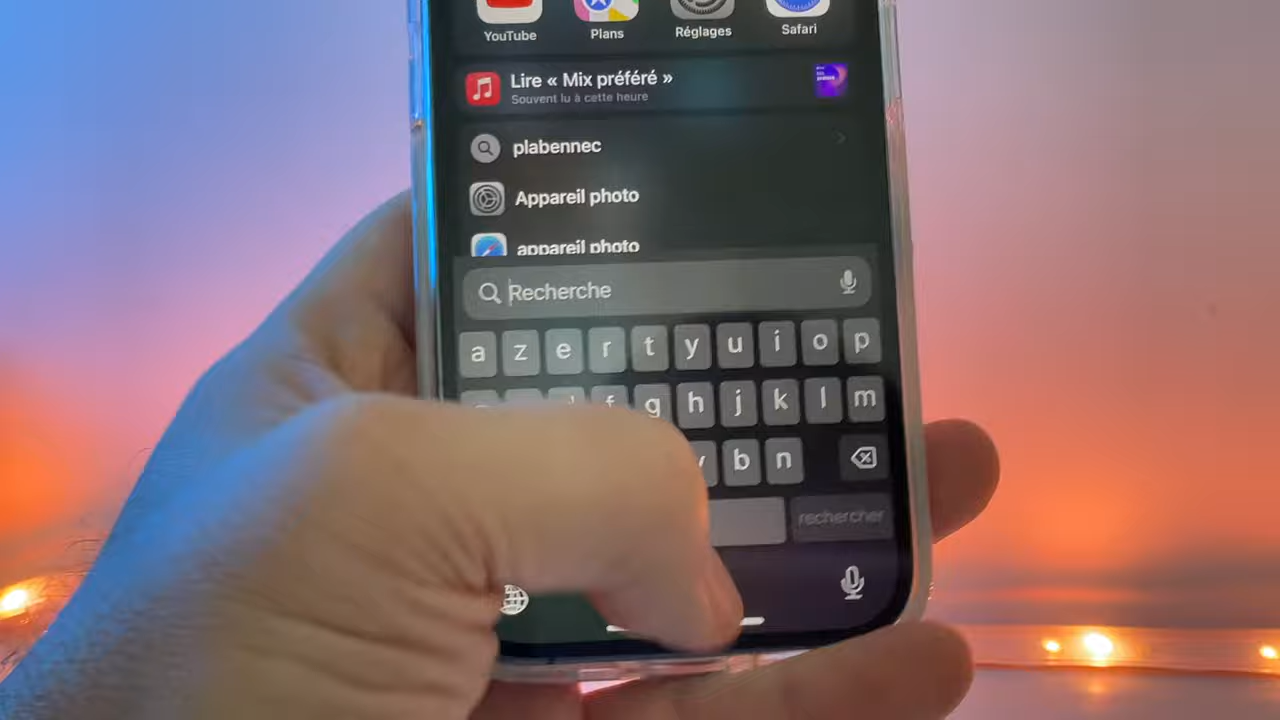 YouTube Plans Réglages Safari
Lire « Mix préféré »
Souvent lu à cette heure
plabennec
Appareil photo
appareil photo
Recherche
a z e r t y u i o p
f g h j k l m
b n
rechercher